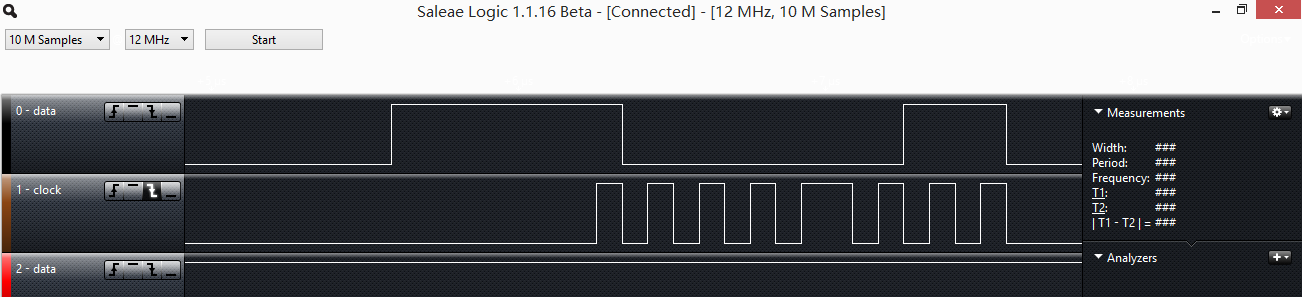 Saleae Logic 1.1.16 Beta - [Connected] - [12 MHz, 10 M Samples]
10 M Samples
12 MHz
Start
0 - data
1 - clock
2 - data
Measurements
Width: ###
Period: ###
Frequency: ###
T1: ###
T2: ###
| T1 - T2 | = ###
Analyzers